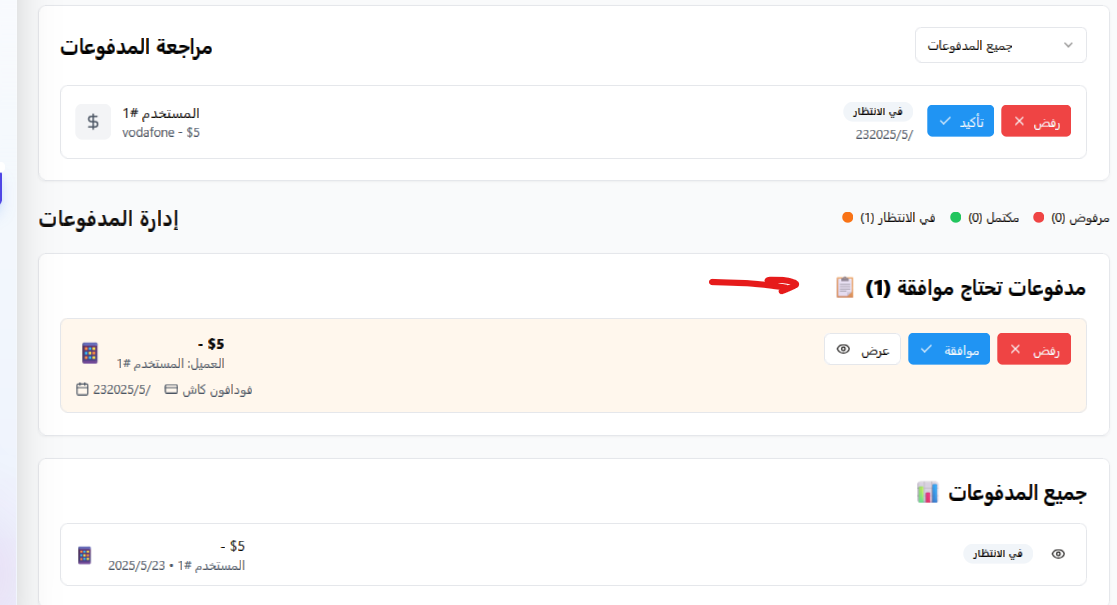 مراجعة المدفوعات
جميع المدفوعات
المستخدم #1
vodafone - $5
في الانتظار
232025/5/
تأكيد
رفض
إدارة المدفوعات
في الانتظار (1)
مكتمل (0)
مرفوض (0)
مدفوعات تحتاج موافقة (1)
- $5
العميل: المستخدم #1
232025/5/
فودافون كاش
عرض
موافقة
رفض
جميع المدفوعات
- $5
المستخدم #1 • 2025/5/23
في الانتظار